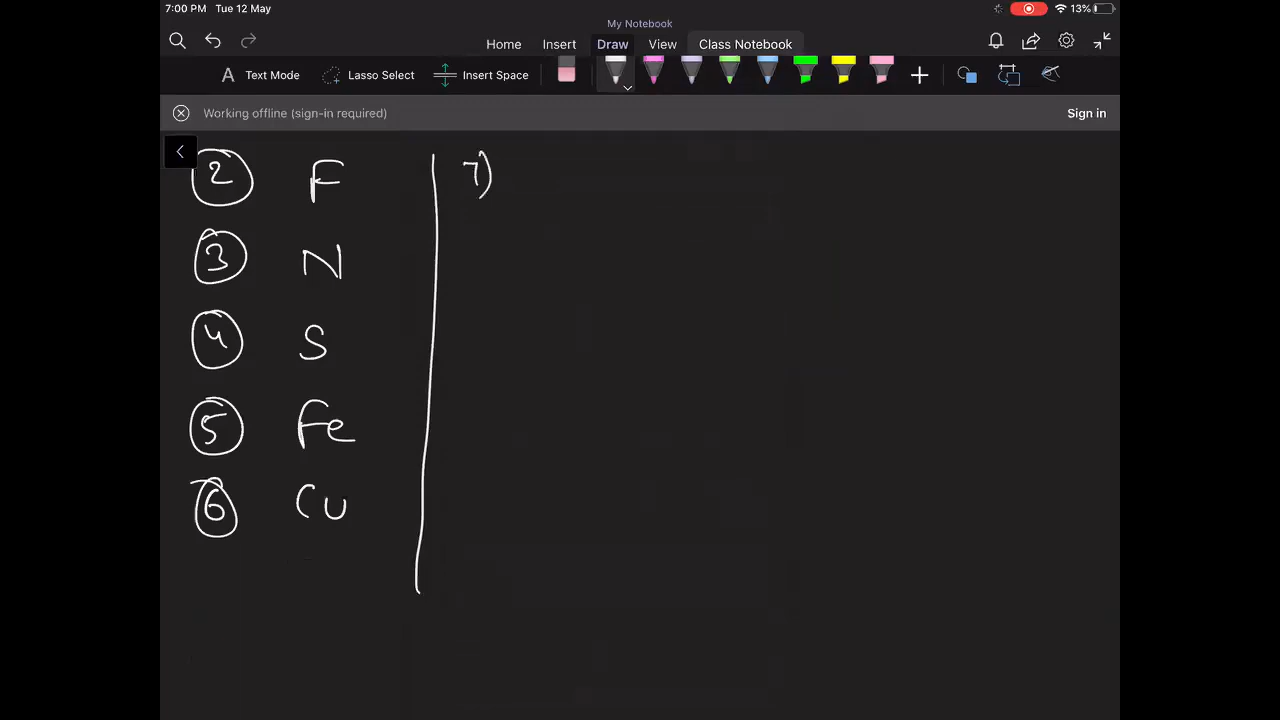 7:00 PM Tue 12 May
13%
My Notebook
Home Insert Draw View Class Notebook
A Text Mode Lasso Select Insert Space
Working offline (sign-in required) Sign in
2 F
3 N
4 S
5 Fe
6 Cu
7)